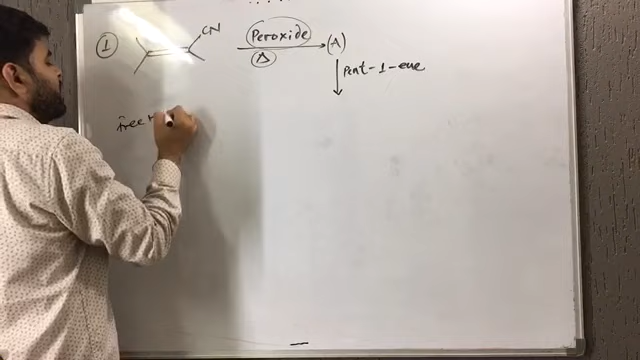 ① CN Peroxide (A)
Δ
Pent-1-ene
free